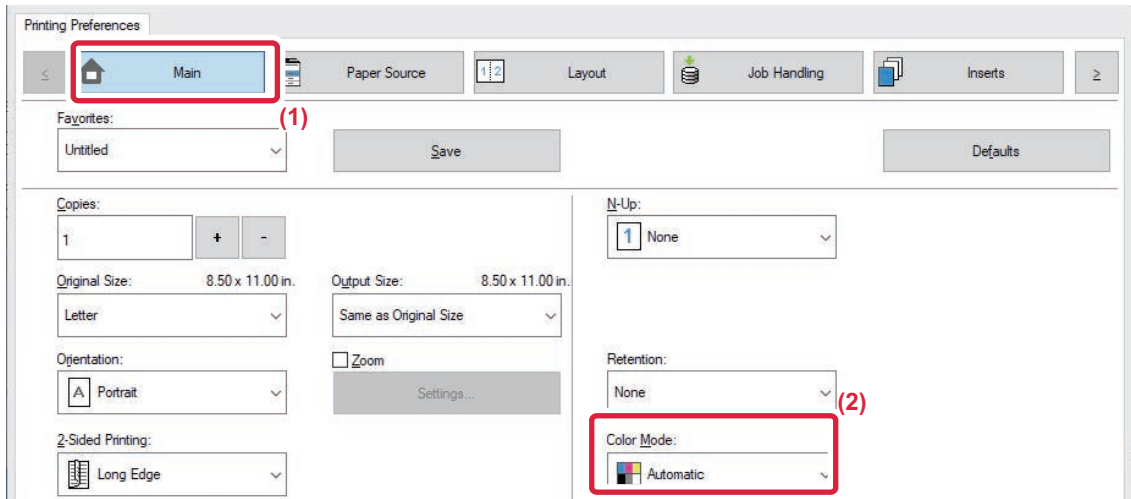 Printing Preferences
< Main Paper Source 1 2 Layout Job Handling Inserts >
(1)
Favorites:
Untitled Save Defaults
Copies: N-Up:
1 + - 1 None
Original Size: 8.50 x 11.00 in. Output Size: 8.50 x 11.00 in.
Letter Same as Original Size
Orientation: Zoom Retention:
A Portrait Settings... None
(2)
2-Sided Printing: Color Mode:
Long Edge Automatic